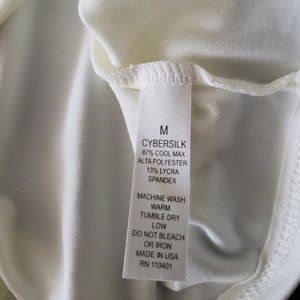 M
CYBERSILK
87% COOL MAX
ALTA POLYESTER
13% LYCRA
SPANDEX
MACHINE WASH
WARM
TUMBLE DRY
LOW
DO NOT BLEACH
OR IRON
MADE IN USA
RN 110401